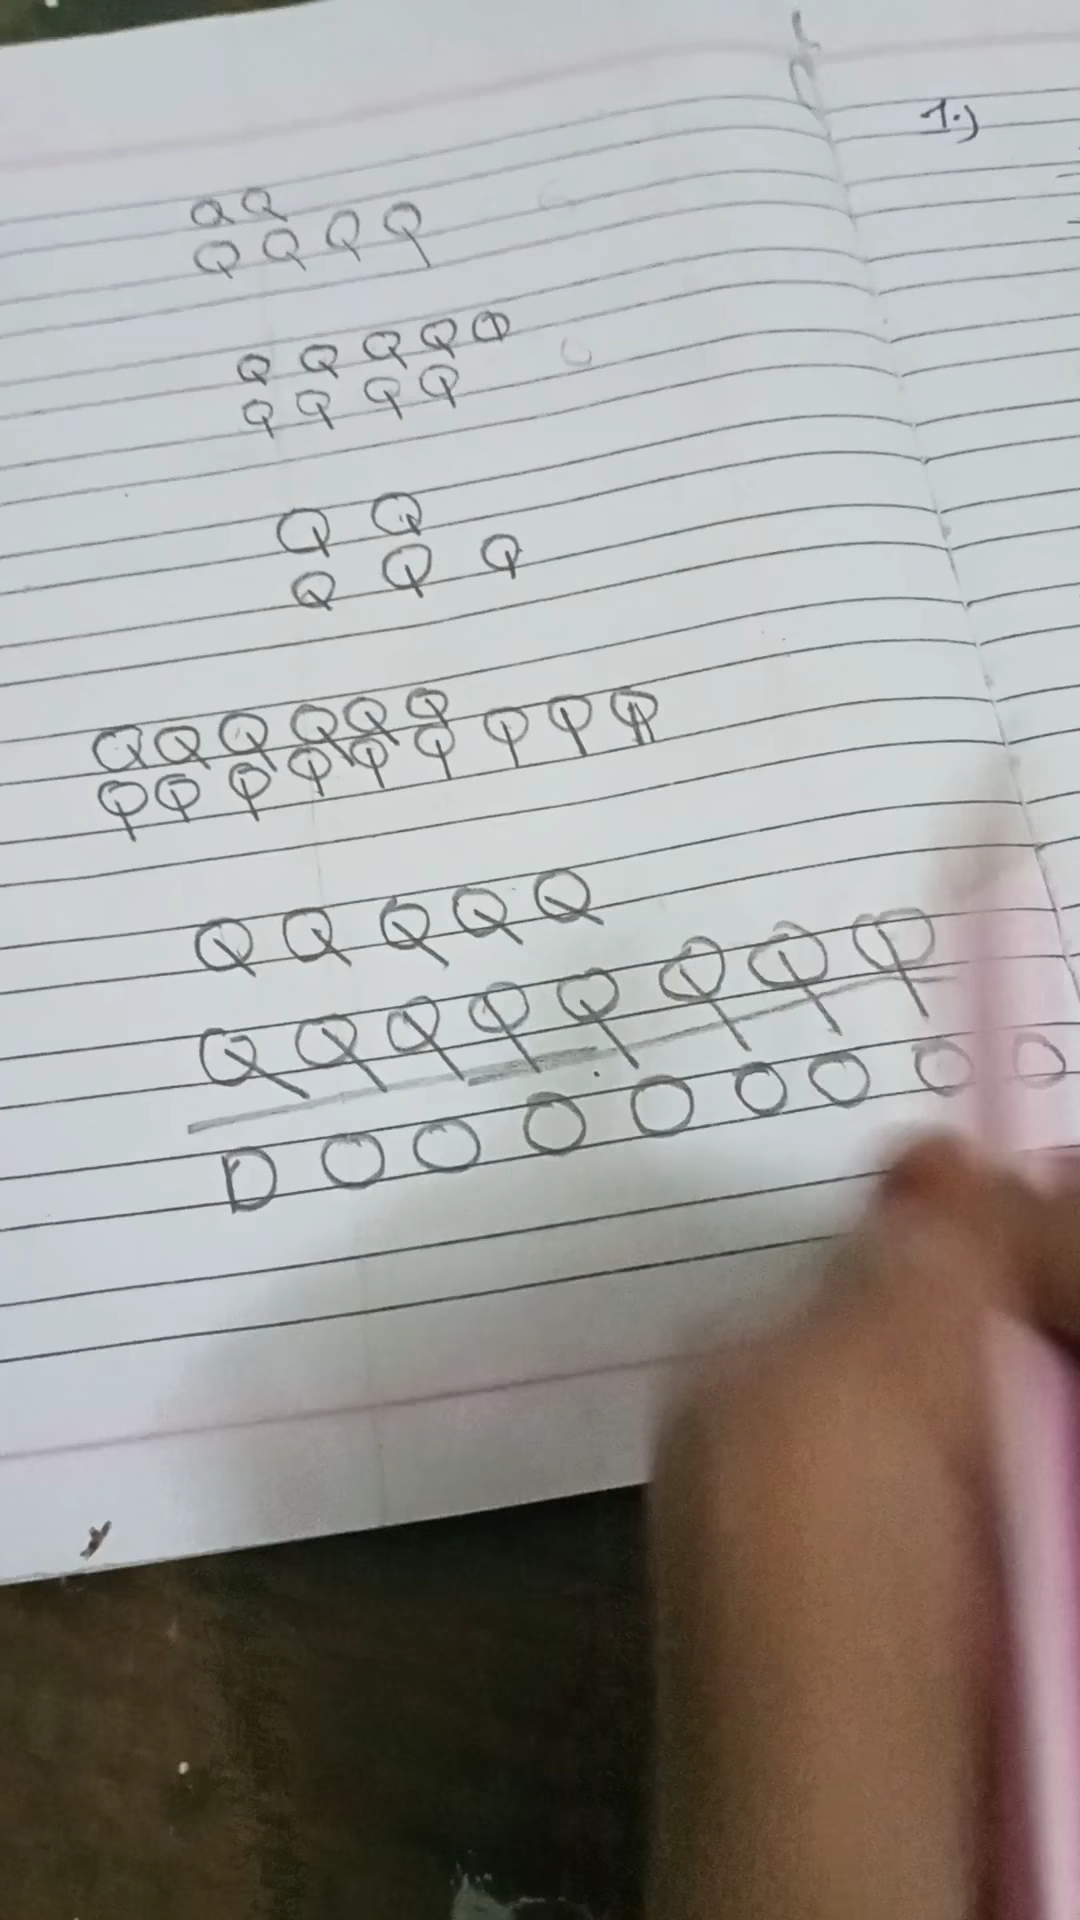 1.)
Q Q
Q Q Q Q
Q Q Q Q Q
Q Q Q Q
Q Q
Q Q Q
Q Q Q Q Q Q
Q Q Q Q Q Q Q Q Q
Q Q Q Q Q
Q Q Q Q Q Q Q Q
D O O O O O O O O